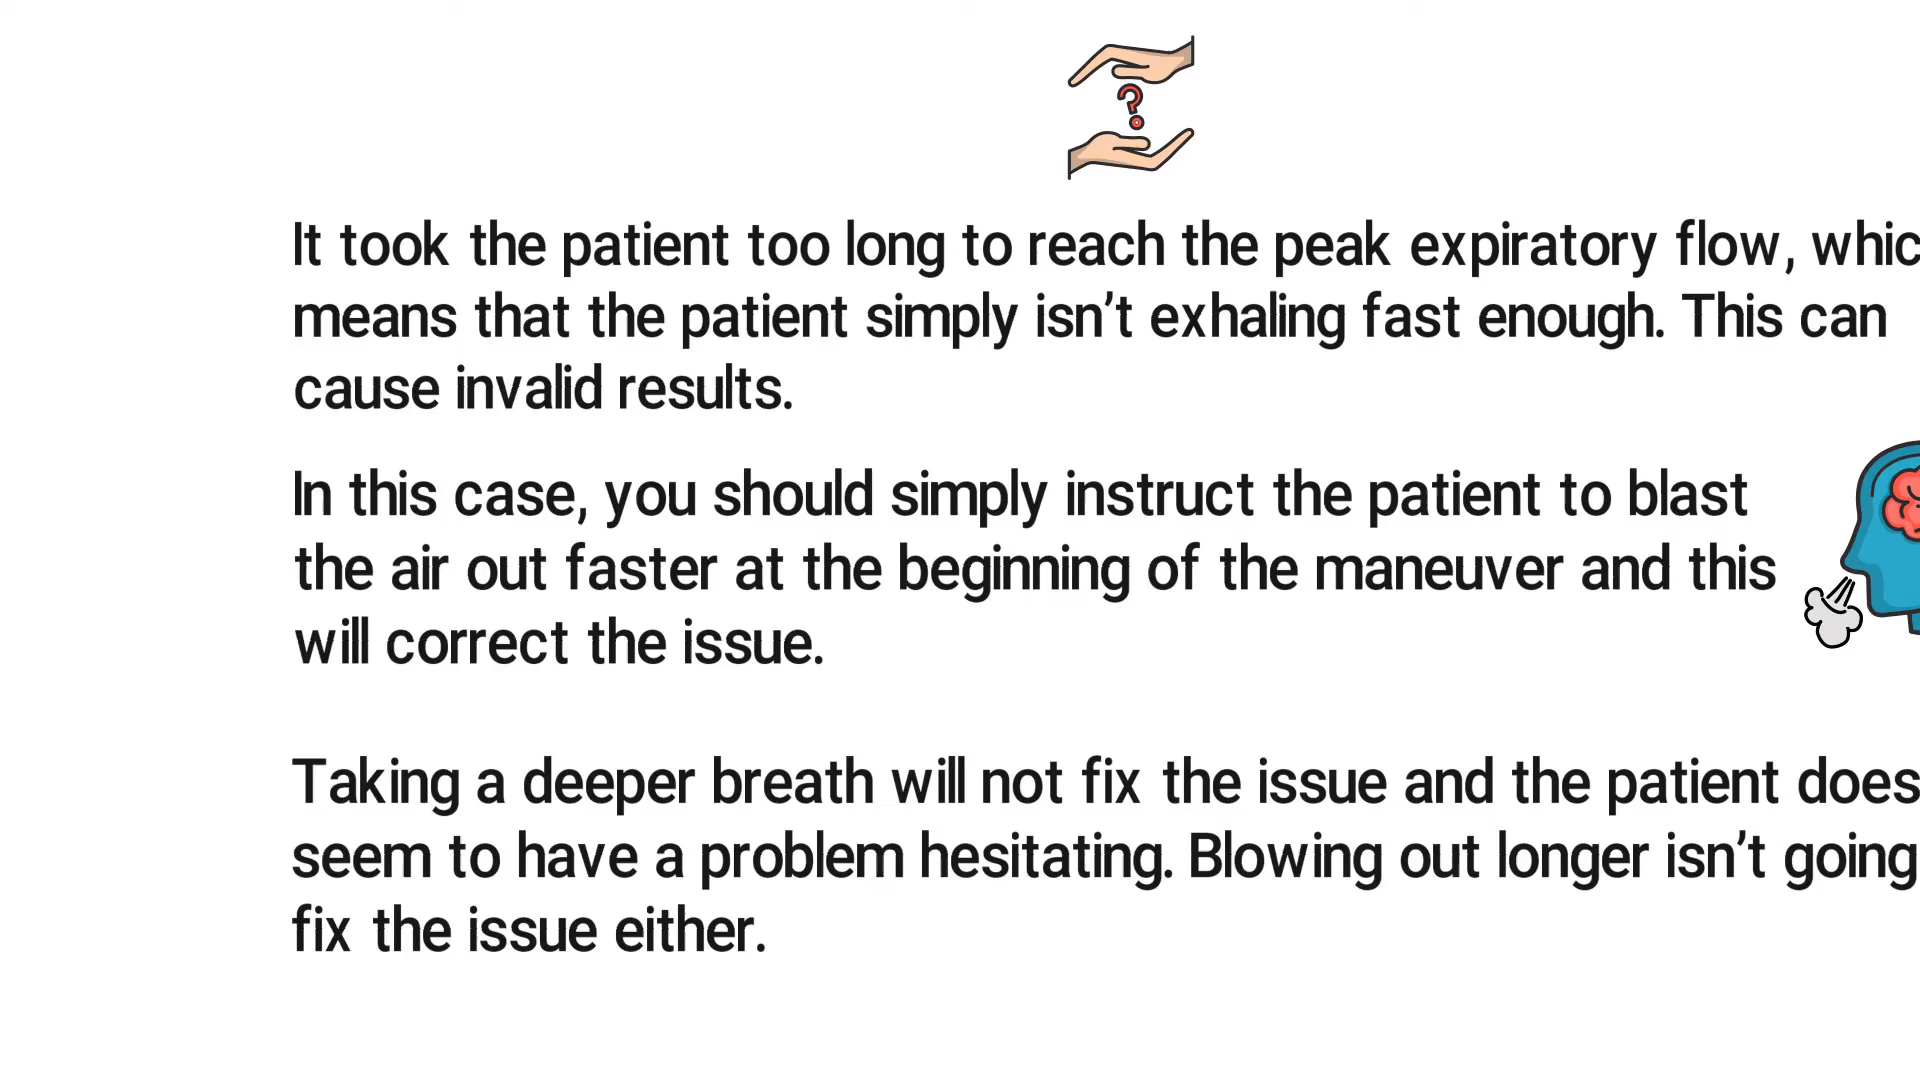 It took the patient too long to reach the peak expiratory flow, whic
means that the patient simply isn’t exhaling fast enough. This can
cause invalid results.
In this case, you should simply instruct the patient to blast
the air out faster at the beginning of the maneuver and this
will correct the issue.
Taking a deeper breath will not fix the issue and the patient does
seem to have a problem hesitating. Blowing out longer isn’t going
fix the issue either.